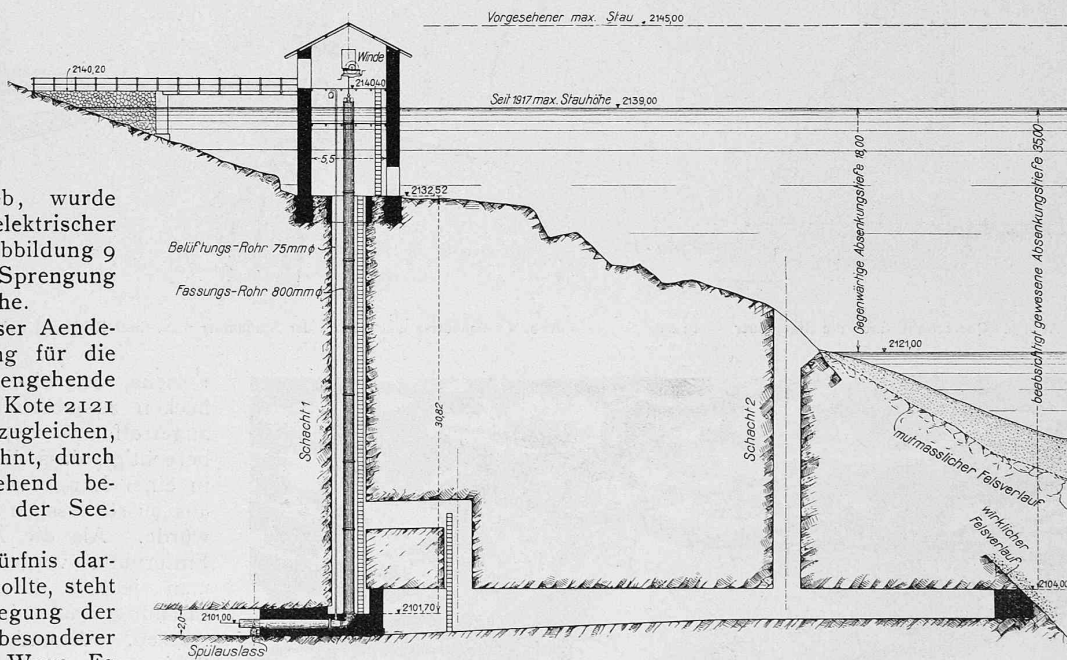 Vorgesehener max. Stau 2145,00
2140,20
Winde
2140,40
Seit 1917 max. Stauhöhe 2139,00
5,5
2132,52
Gegenwärtige Absenkungstiefe 18,00
beabsichtigt gewesene Absenkungstiefe 35,00
Belüftungs-Rohr 75mmϕ
Fassungs-Rohr 800mmϕ
2121,00
Schacht 1
30,82
Schacht 2
mutmasslicher Felsverlauf
wirklicher
Felsverlauf
2104,00
2101,70
2101,00
2,0
Spülauslass
eb, wurde
elektrischer
bbildung 9
Sprengung
he.
ser Aende-
ng für die
engehende
Kote 2121
zugleichen,
hnt, durch
ehend be-
der See-
ürfnis dar-
ollte, steht
egung der
besonderer